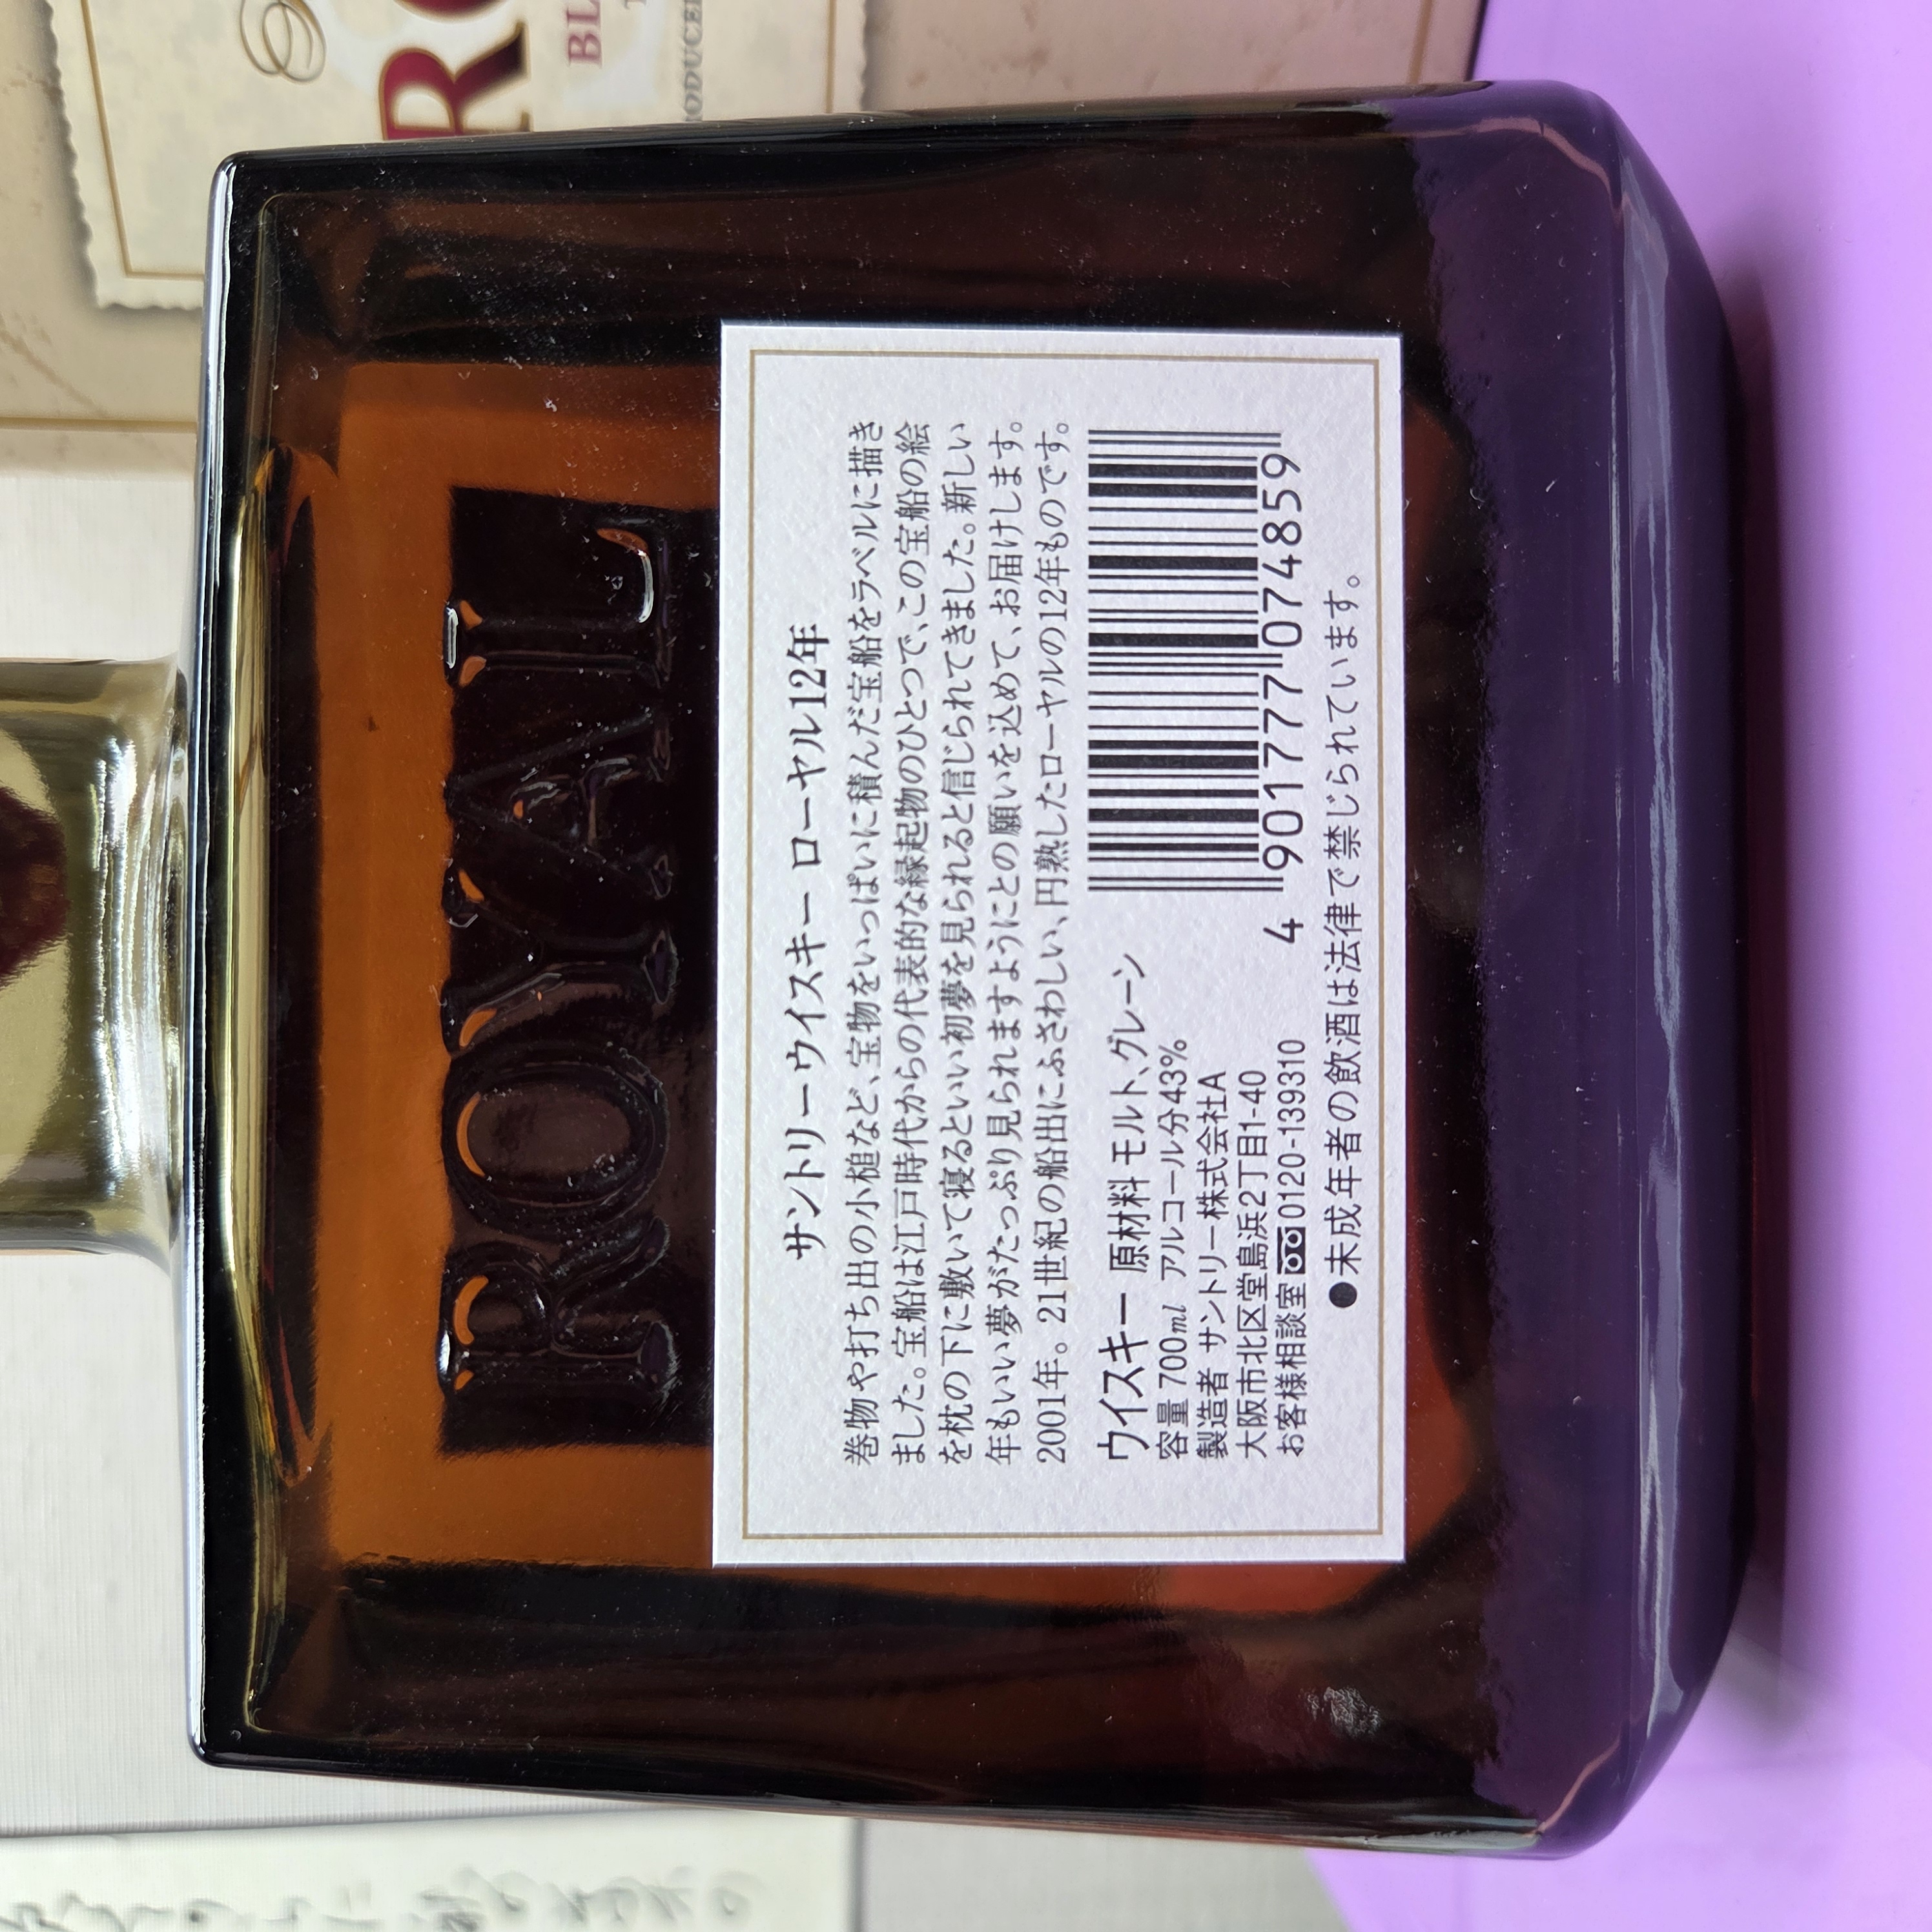 ROYAL
サントリーウイスキー ローヤル12年
巻物や打ち出の小槌など、宝物をいっぱいに積んだ宝船をラベルに描き
ました。宝船は江戸時代からの代表的な縁起物のひとつで、この宝船の絵
を枕の下に敷いて寝るといい初夢を見られると信じられてきました。新しい
年もいい夢がたっぷり見られますようにとの願いを込めて、お届けします。
2001年。21世紀の船出にふさわしい、円熟したローヤルの12年ものです。
ウイスキー 原材料 モルト、グレーン
容量 700ml アルコール分43%
製造者 サントリー株式会社A
大阪市北区堂島浜2丁目1-40
お客様相談室 0120-139310
4 901777 074859
●未成年者の飲酒は法律で禁じられています。